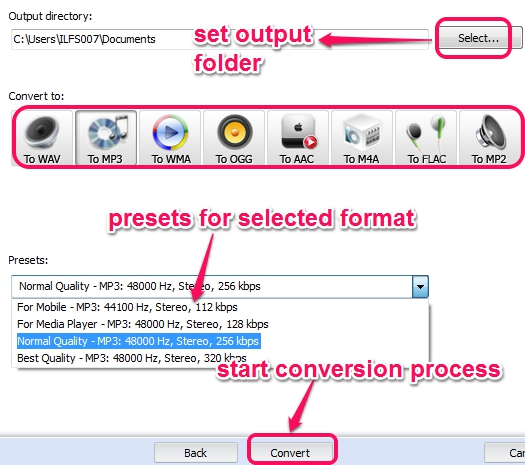 Output directory:
C:\Users\ILFS007\Documents
Select...
set output
folder
Convert to:
To WAV
To MP3
To WMA
To OGG
To AAC
To M4A
To FLAC
To MP2
presets for selected format
Presets:
Normal Quality - MP3: 48000 Hz, Stereo, 256 kbps
For Mobile - MP3: 44100 Hz, Stereo, 112 kbps
For Media Player - MP3: 48000 Hz, Stereo, 128 kbps
Normal Quality - MP3: 48000 Hz, Stereo, 256 kbps
Best Quality - MP3: 48000 Hz, Stereo, 320 kbps
start conversion process
Back
Convert
Ca